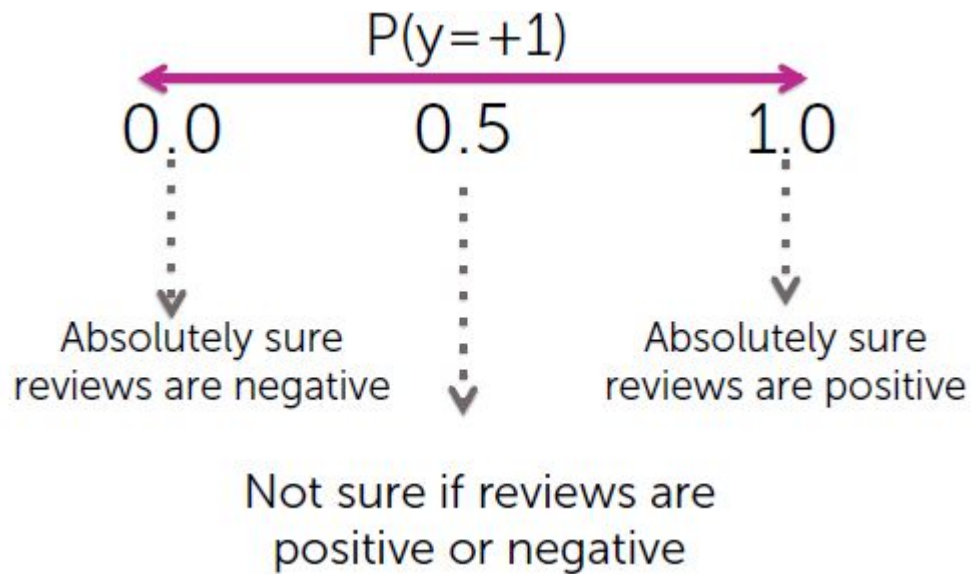 P(y=+1)
0.0 0.5 1.0
Absolutely sure
reviews are negative
Absolutely sure
reviews are positive
Not sure if reviews are
positive or negative